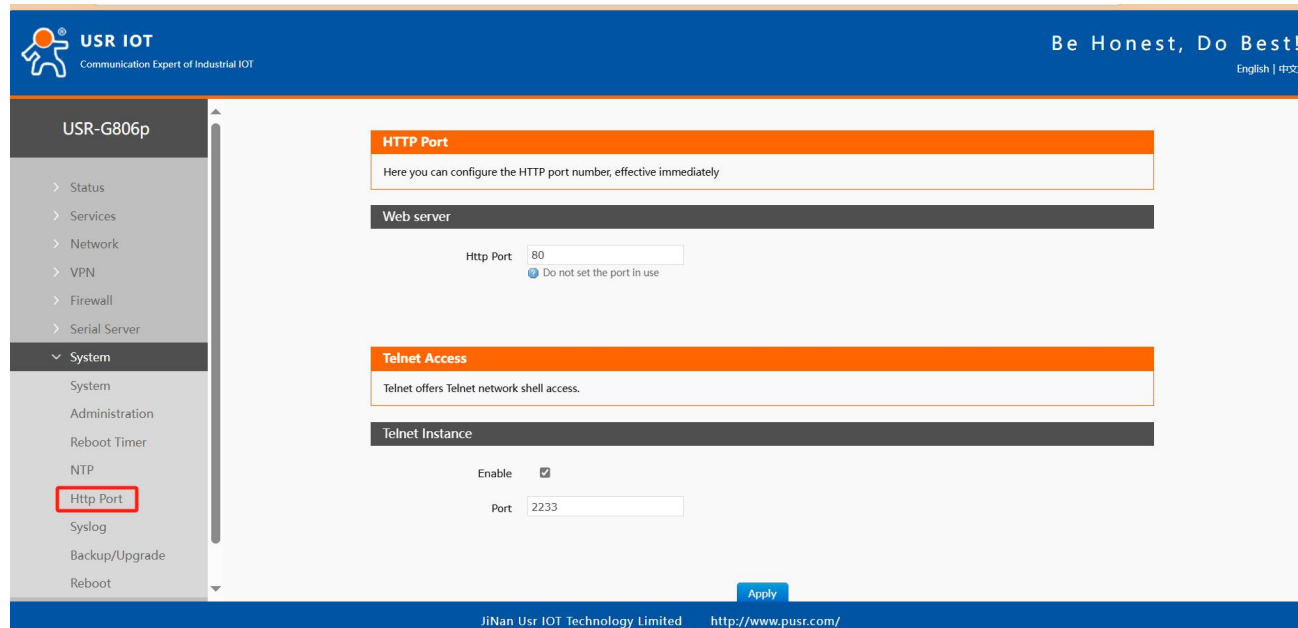 USR IOT
Communication Expert of Industrial IOT
Be Honest, Do Best!
English | 中文
USR-G806p
Status
Services
Network
VPN
Firewall
Serial Server
System
System
Administration
Reboot Timer
NTP
Http Port
Syslog
Backup/Upgrade
Reboot
HTTP Port
Here you can configure the HTTP port number, effective immediately
Web server
Http Port 80
Do not set the port in use
Telnet Access
Telnet offers Telnet network shell access.
Telnet Instance
Enable
Port 2233
Apply
JiNan Usr IOT Technology Limited http://www.pusr.com/